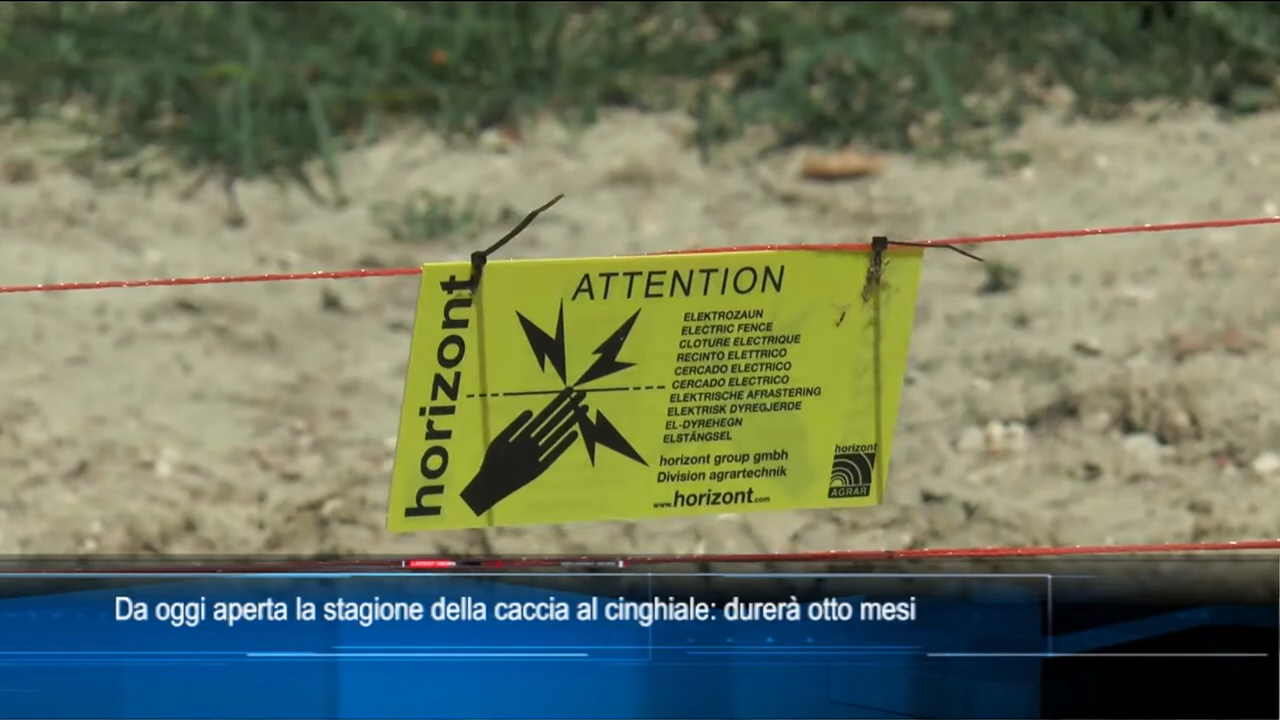 horizont
ATTENTION
ELEKTROZAUN
ELECTRIC FENCE
CLOTURE ELECTRIQUE
RECINTO ELETTRICO
CERCADO ELECTRICO
CERCADO ELECTRICO
ELEKTRISCHE AFRASTERING
ELEKTRISK DYREGJERDE
EL-DYREHEGN
ELSTÄNGSEL
horizont group gmbh
Division agrartechnik
www.horizont.com
horizont
AGRAR
LATEST NEWS
Da oggi aperta la stagione della caccia al cinghiale: durerà otto mesi